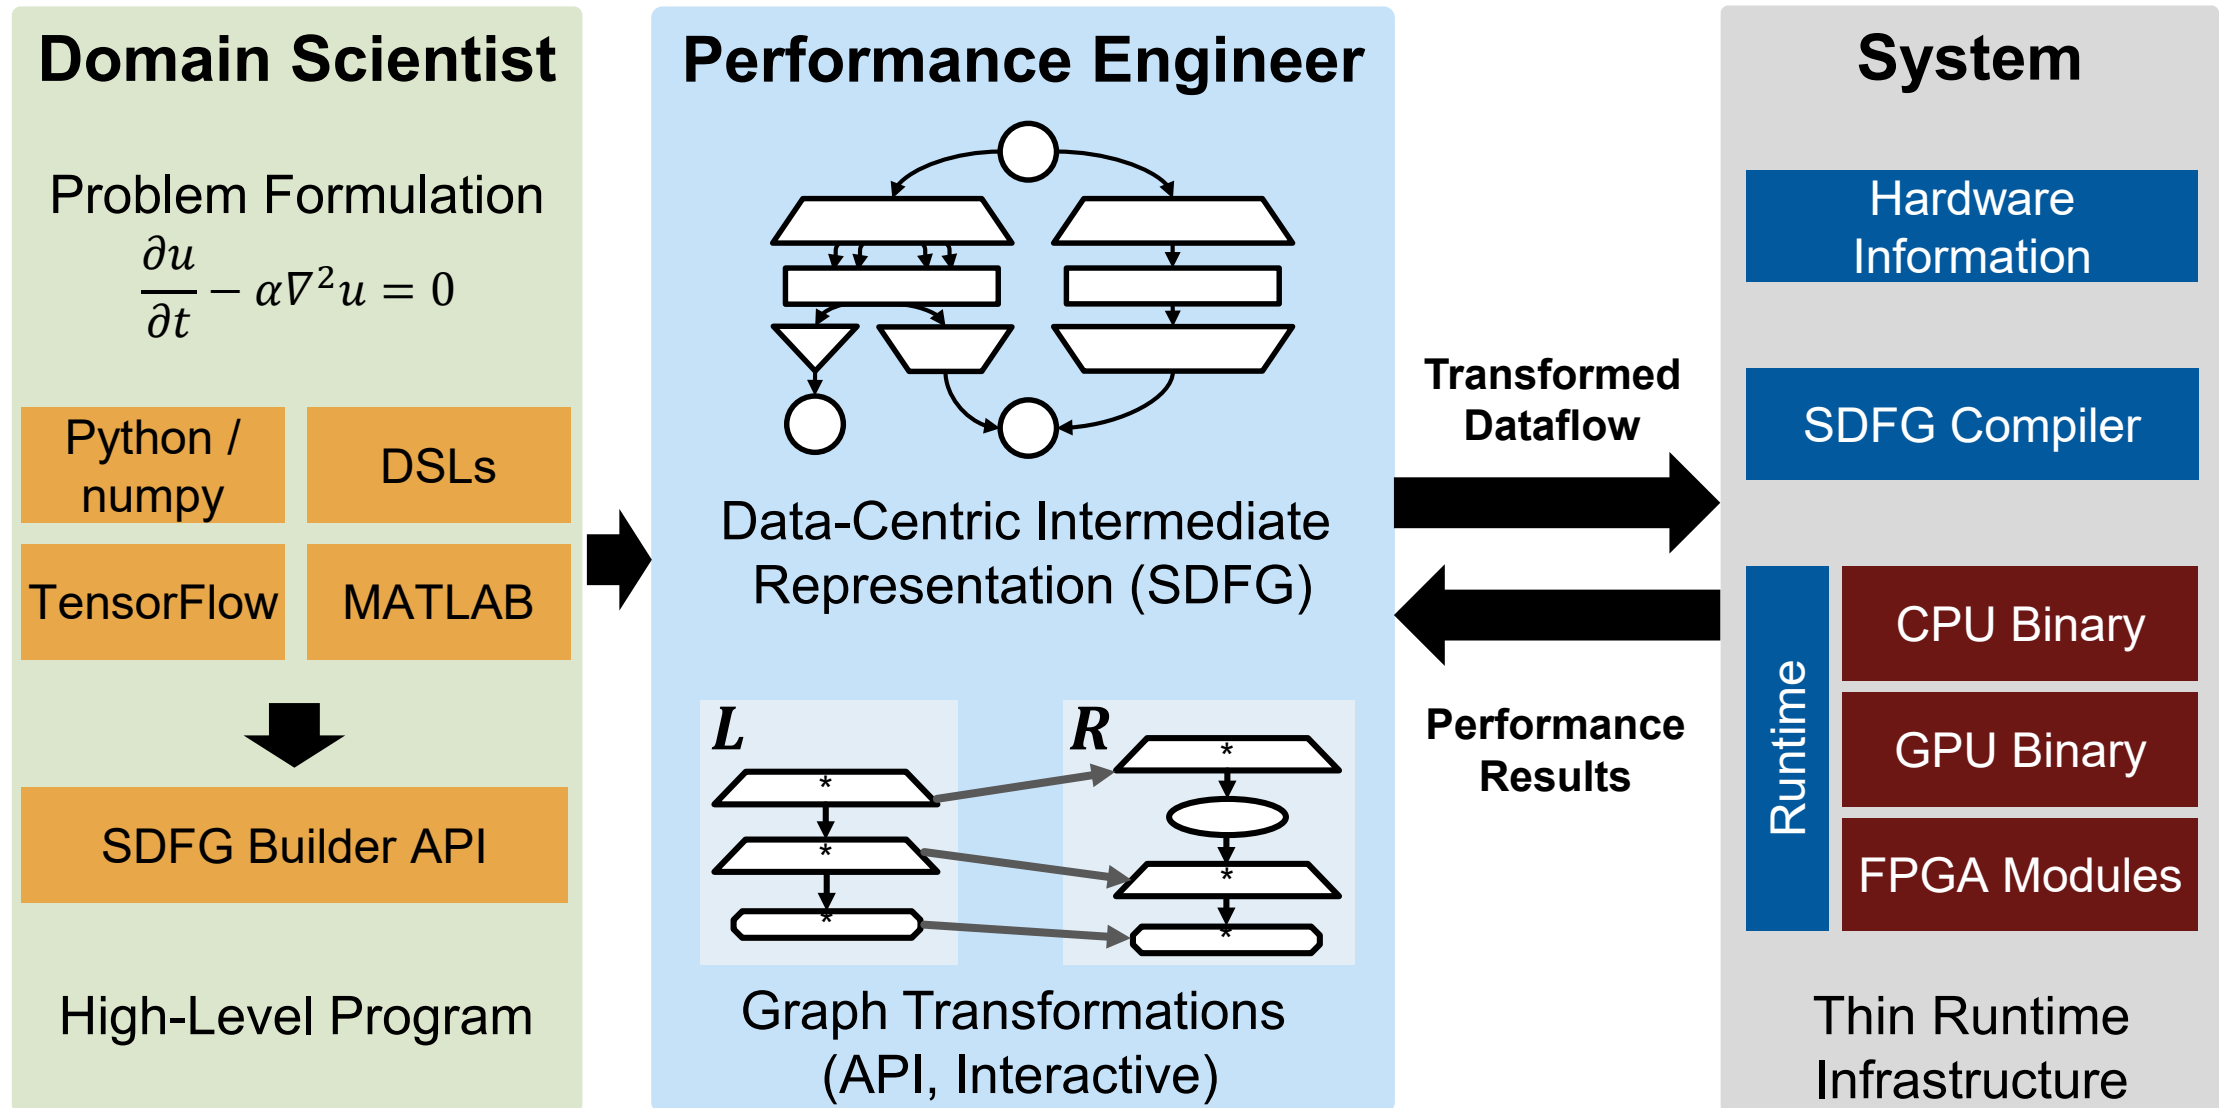 Domain Scientist
Problem Formulation
∂u/∂t − α∇²u = 0
Python /
numpy
DSLs
TensorFlow
MATLAB
SDFG Builder API
High-Level Program
Performance Engineer
Data-Centric Intermediate
Representation (SDFG)
L
*
*
*
R
*
*
*
Graph Transformations
(API, Interactive)
Transformed
Dataflow
Performance
Results
System
Hardware
Information
SDFG Compiler
Runtime
CPU Binary
GPU Binary
FPGA Modules
Thin Runtime
Infrastructure